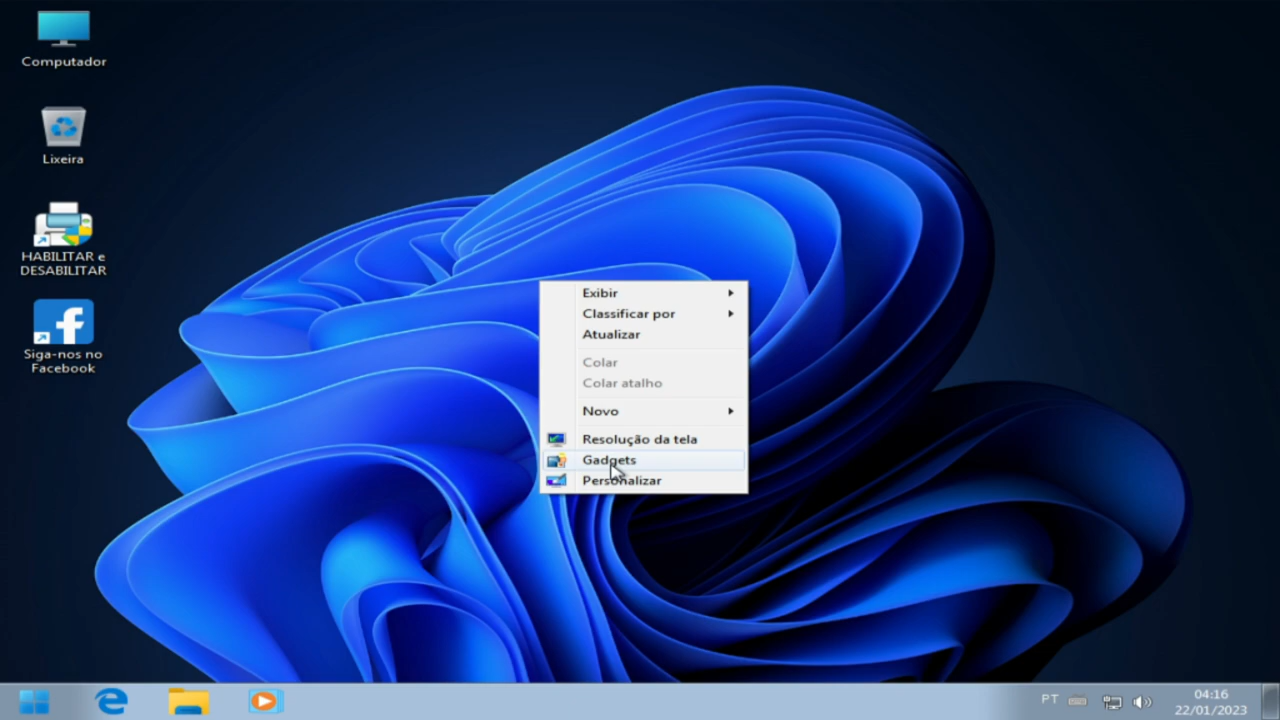 Computador
Lixeira
HABILITAR e
DESABILITAR
Siga-nos no
Facebook
Exibir
Classificar por
Atualizar
Colar
Colar atalho
Novo
Resolução da tela
Gadgets
Personalizar
PT
04:16
22/01/2023